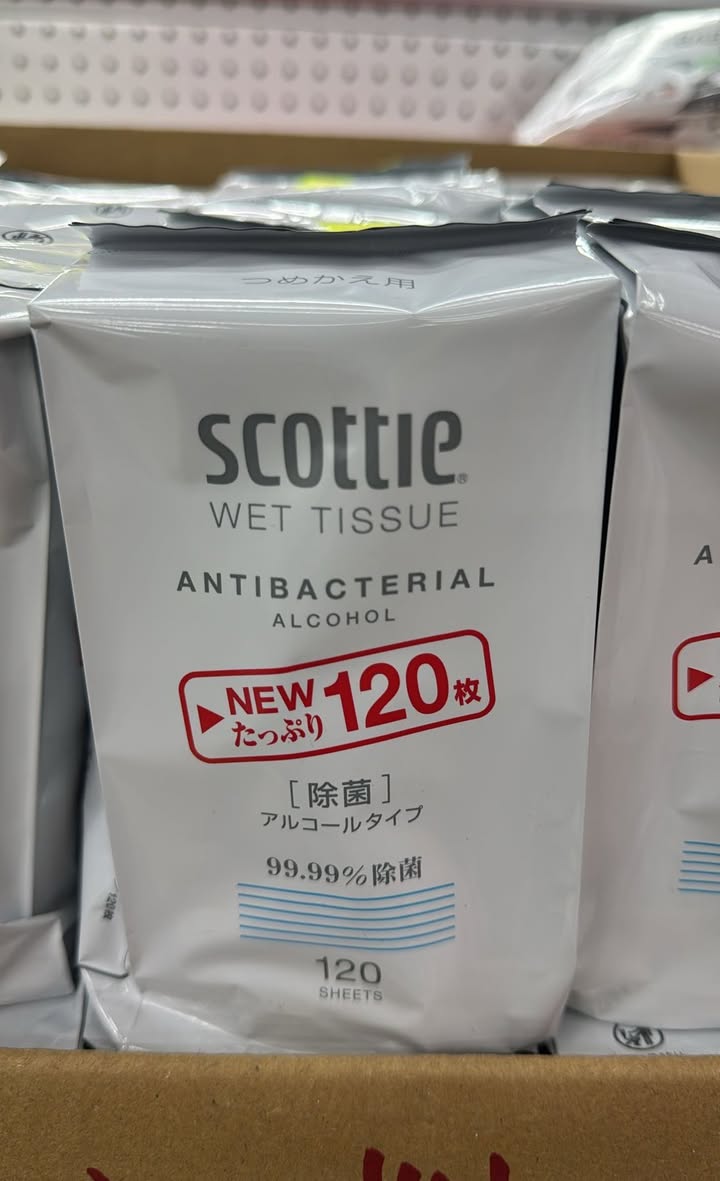 つめかえ用
scottie®
WET TISSUE
ANTIBACTERIAL
ALCOHOL
NEW
たっぷり
120枚
[除菌]
アルコールタイプ
99.99%除菌
120
SHEETS
A